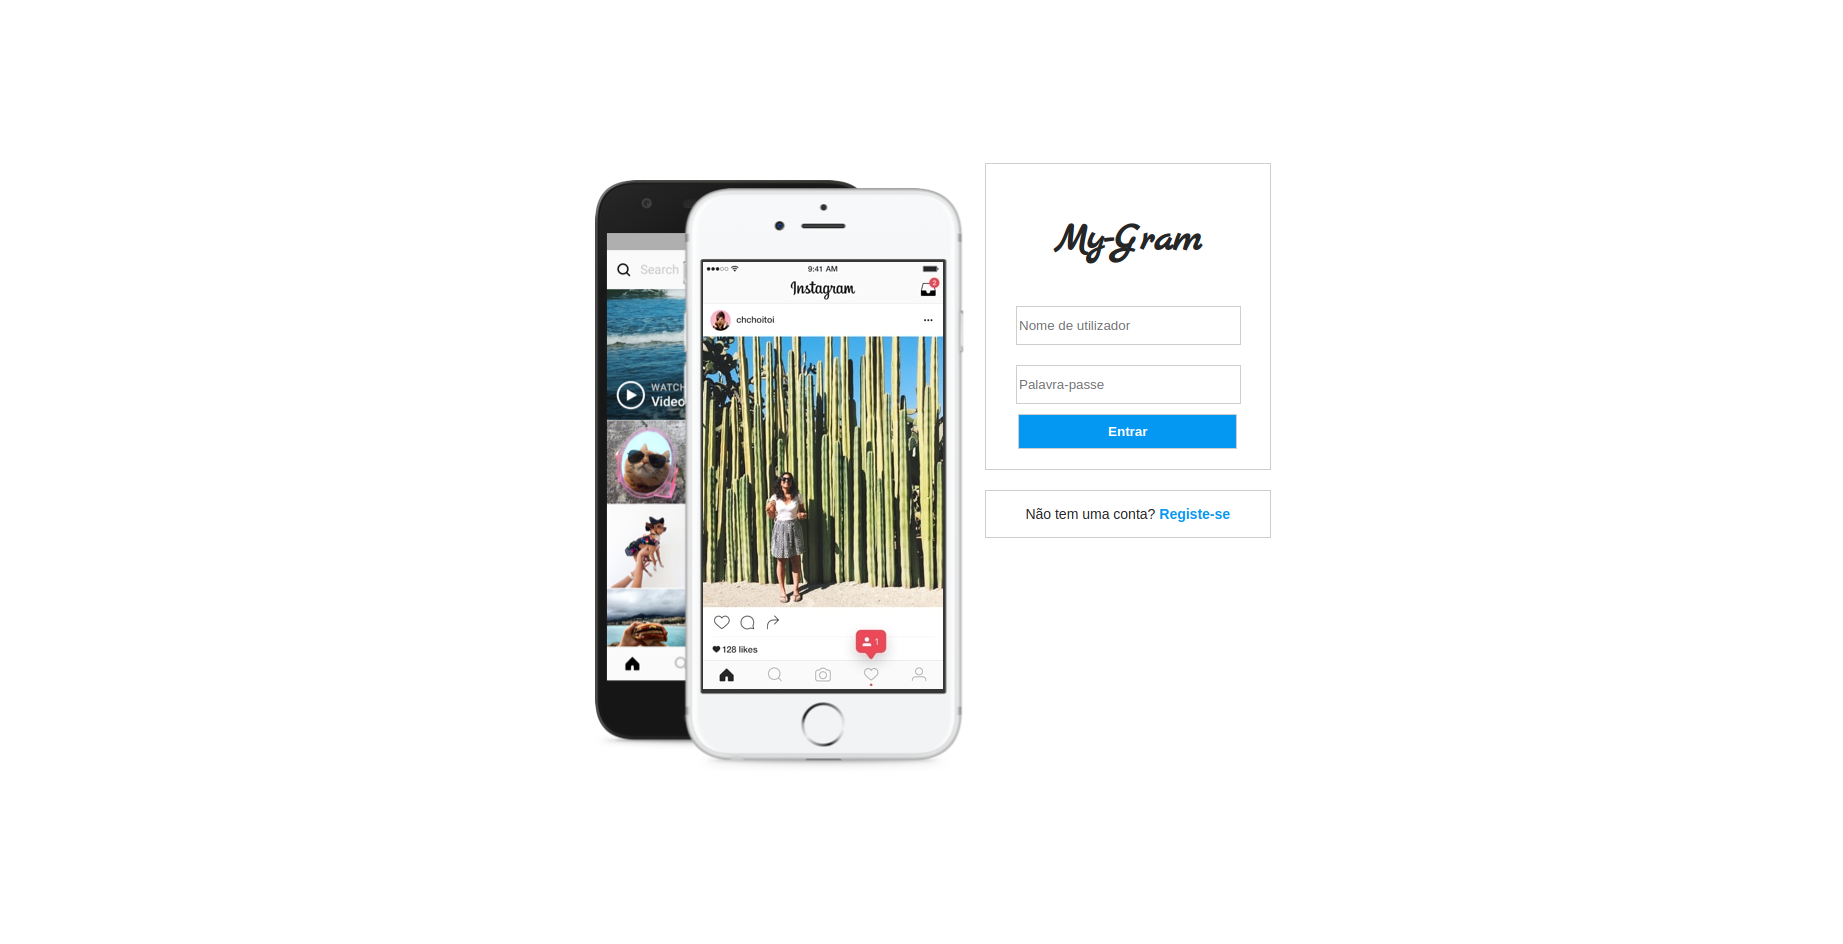 Search
WATCH
Video
9:41 AM
Instagram
2
chchoitoi
1
128 likes
My-Gram
Nome de utilizador
Palavra-passe
Entrar
Não tem uma conta? Registe-se